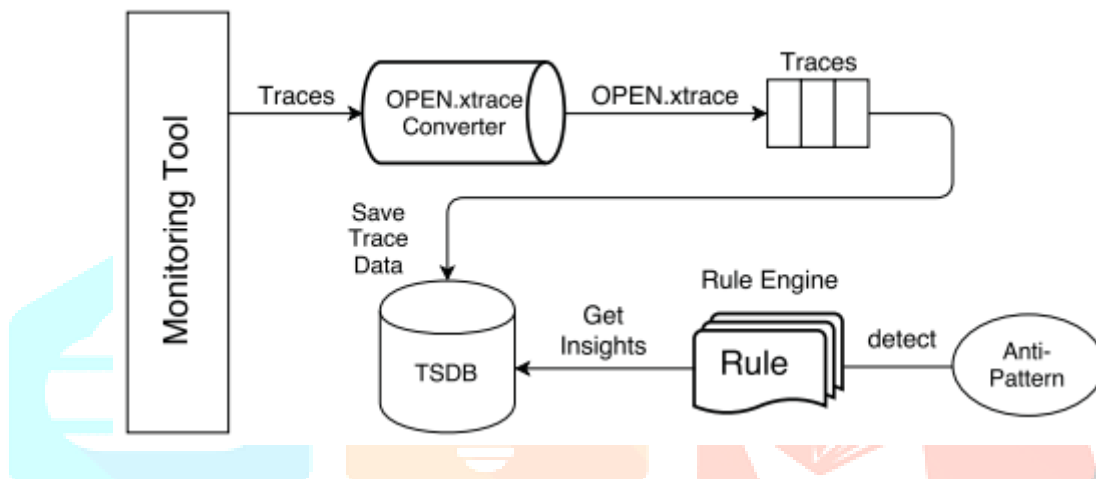 Monitoring Tool
Traces
OPEN.xtrace
Converter
OPEN.xtrace
Traces
Save
Trace
Data
TSDB
Get
Insights
Rule Engine
Rule
detect
Anti-
Pattern